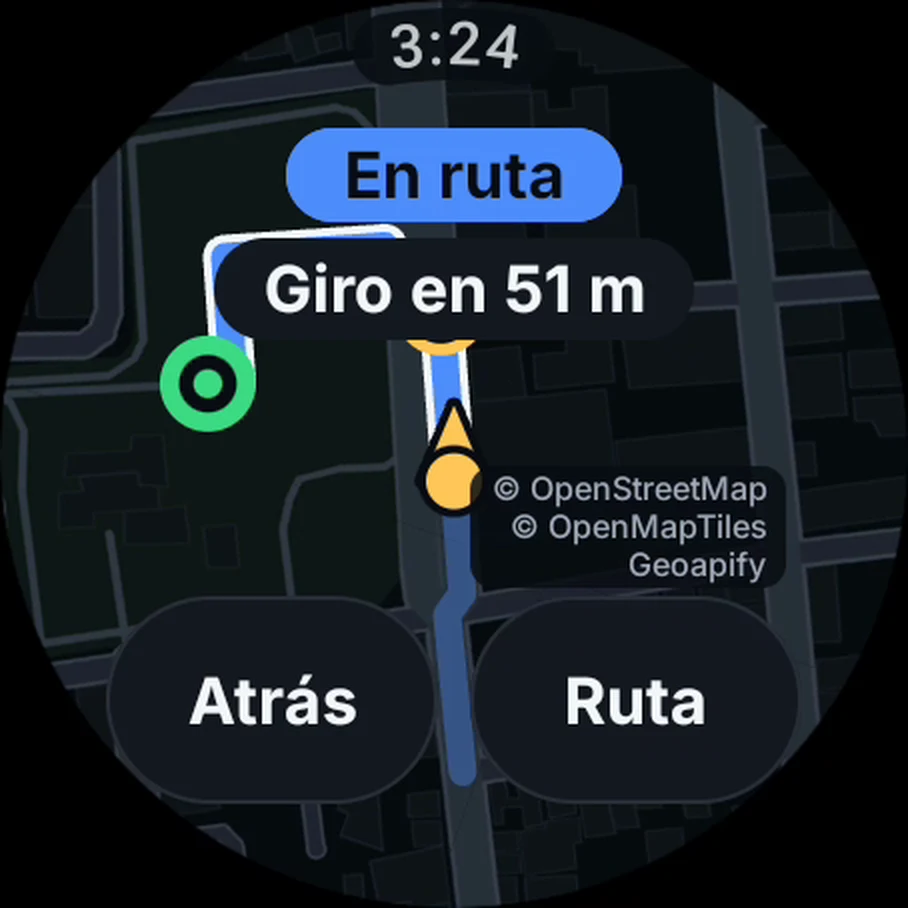 3:24
En ruta
Giro en 51 m
© OpenStreetMap
© OpenMapTiles
Geoapify
Atrás
Ruta